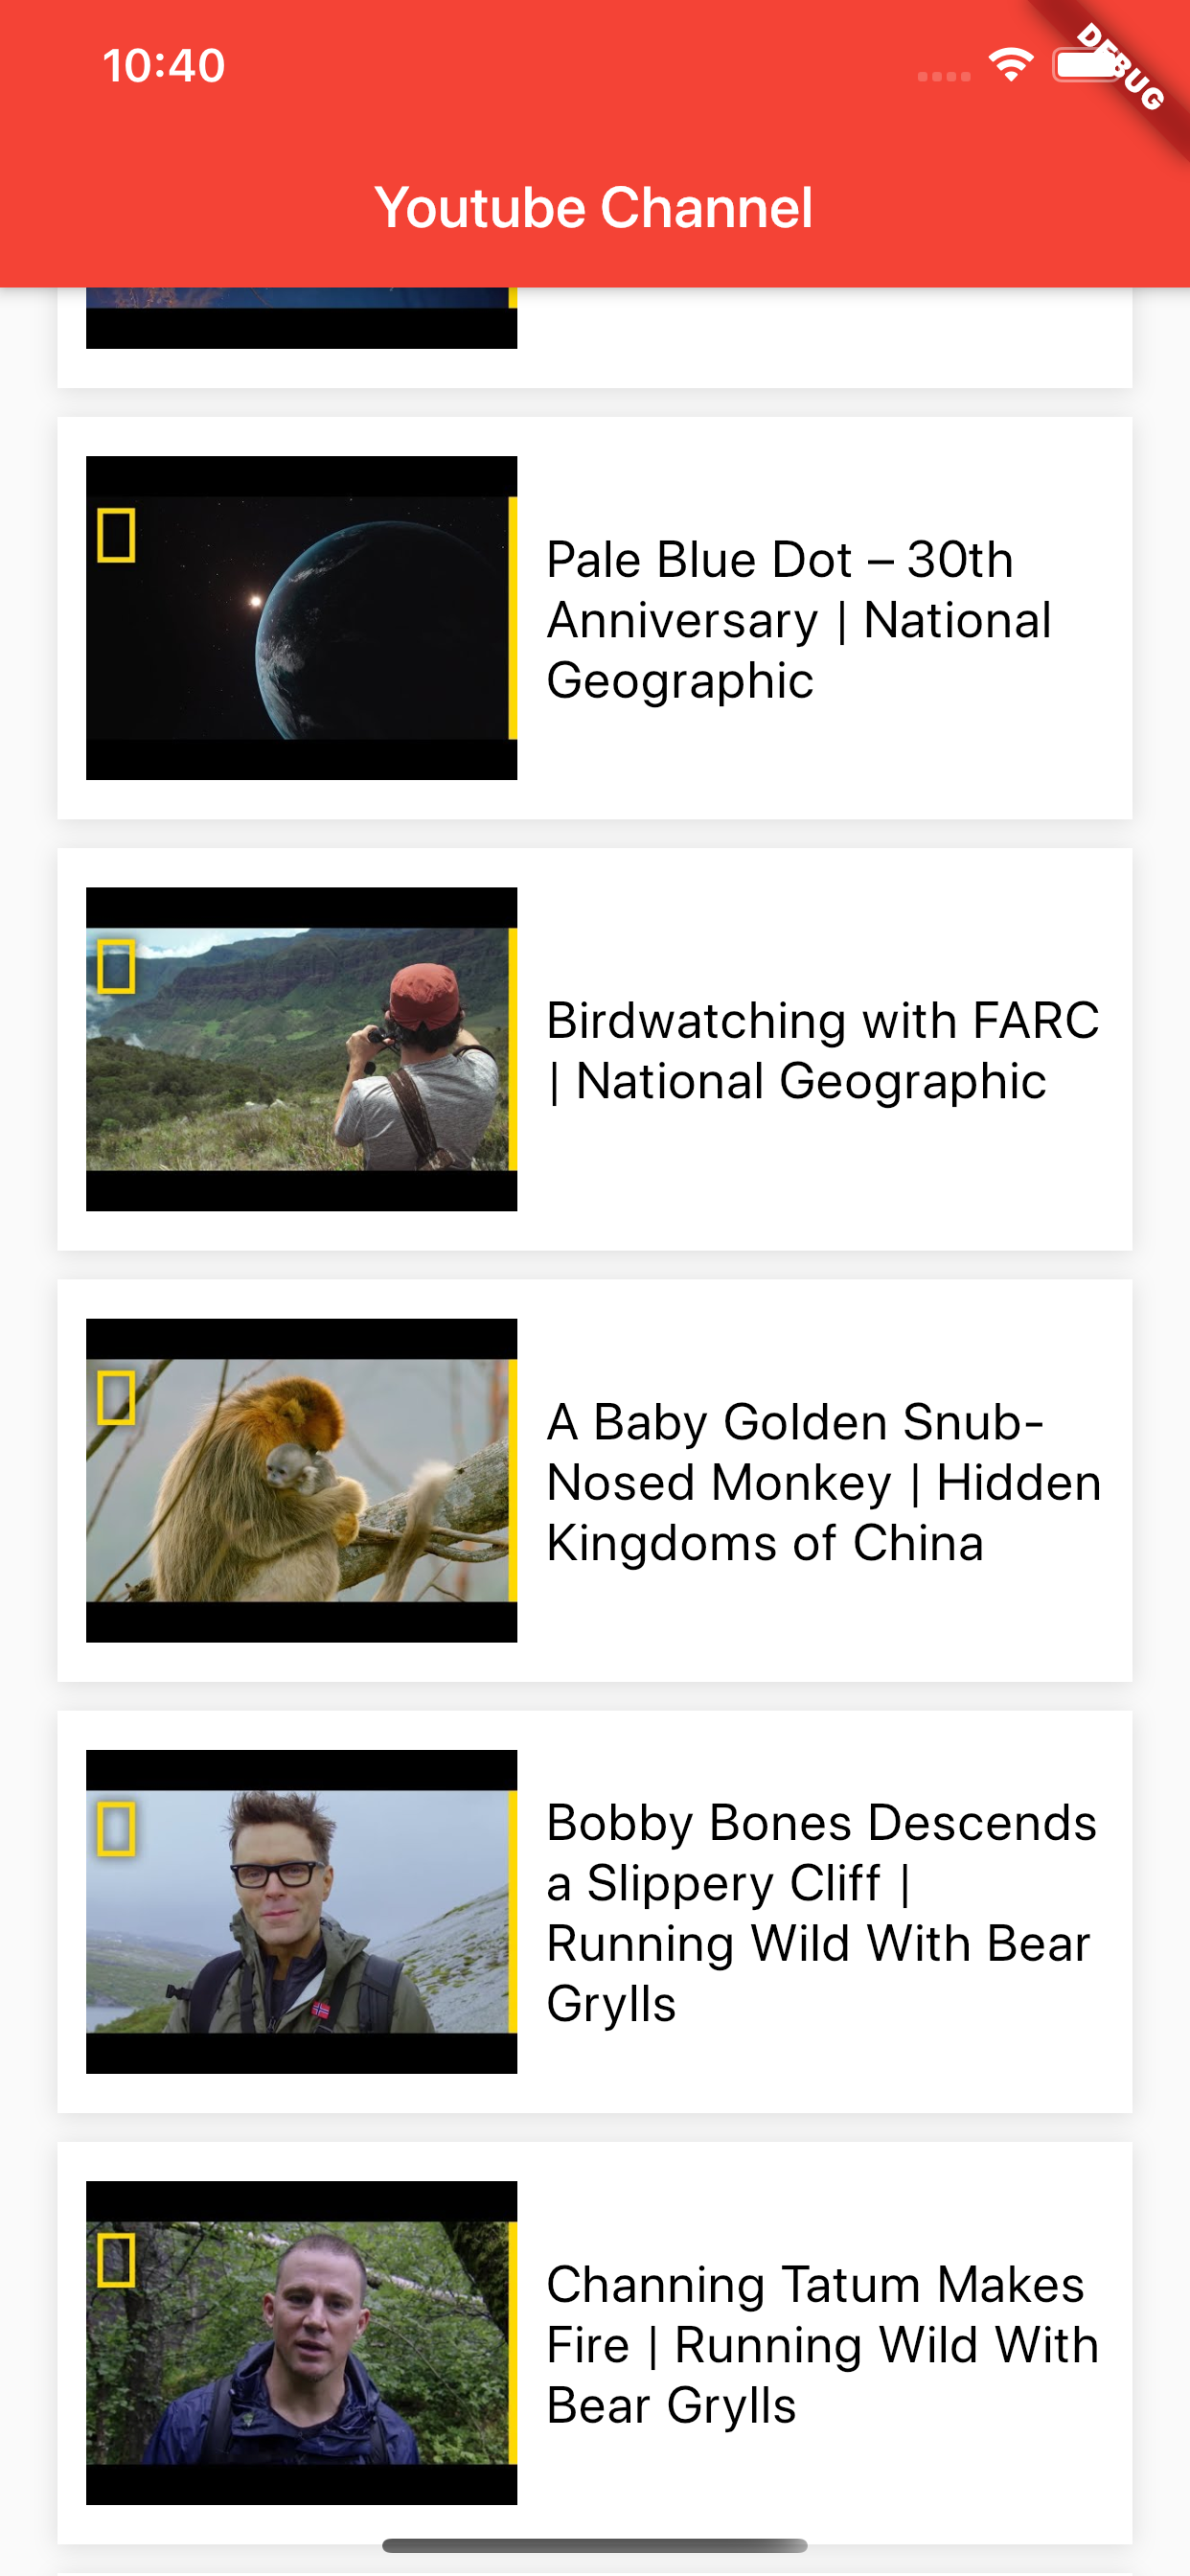 10:40
DEBUG
Youtube Channel
Pale Blue Dot – 30th
Anniversary | National
Geographic
Birdwatching with FARC
| National Geographic
A Baby Golden Snub-
Nosed Monkey | Hidden
Kingdoms of China
Bobby Bones Descends
a Slippery Cliff |
Running Wild With Bear
Grylls
Channing Tatum Makes
Fire | Running Wild With
Bear Grylls